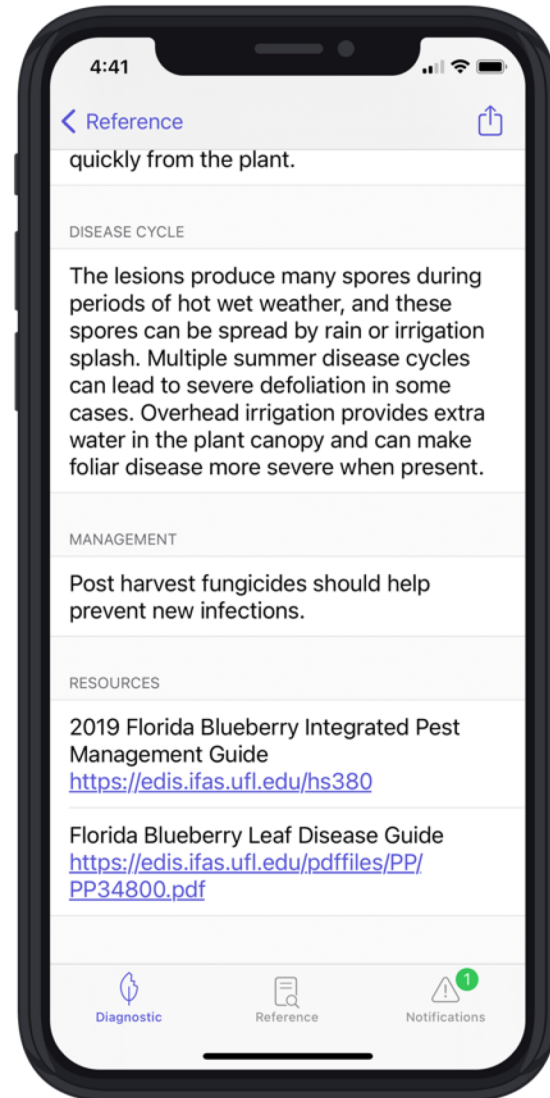 4:41
Reference
quickly from the plant.
DISEASE CYCLE
The lesions produce many spores during
periods of hot wet weather, and these
spores can be spread by rain or irrigation
splash. Multiple summer disease cycles
can lead to severe defoliation in some
cases. Overhead irrigation provides extra
water in the plant canopy and can make
foliar disease more severe when present.
MANAGEMENT
Post harvest fungicides should help
prevent new infections.
RESOURCES
2019 Florida Blueberry Integrated Pest
Management Guide
https://edis.ifas.ufl.edu/hs380
Florida Blueberry Leaf Disease Guide
https://edis.ifas.ufl.edu/pdffiles/PP/
PP34800.pdf
1
Diagnostic Reference Notifications